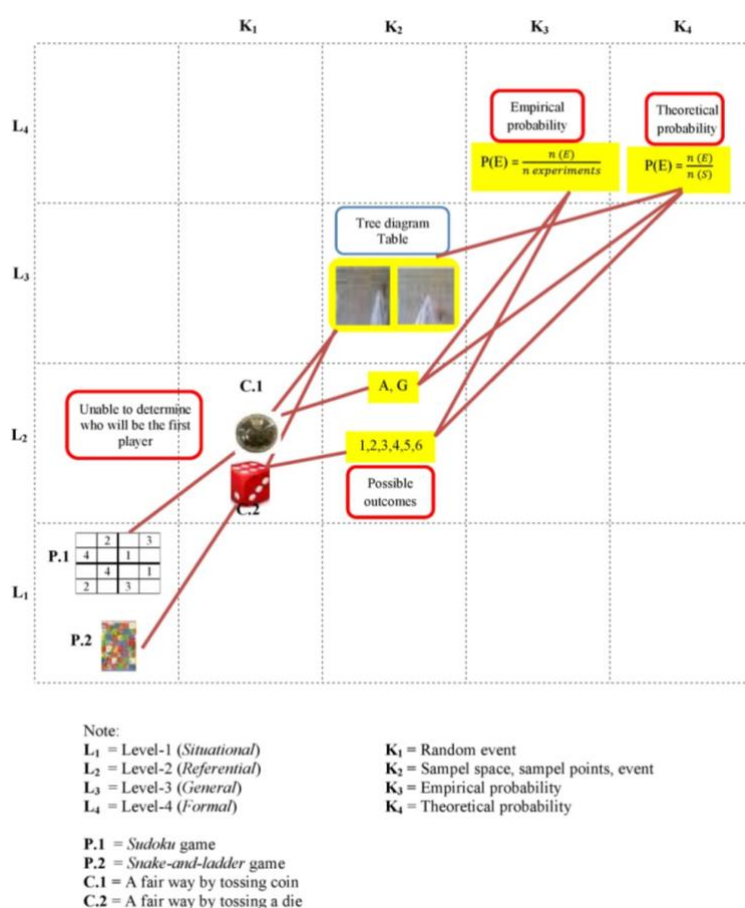 K₁ K₂ K₃ K₄
L₄
Empirical
probability
P(E) = n (E) / n experiments
Theoretical
probability
P(E) = n (E) / n (S)
L₃
Tree diagram
Table
L₂
Unable to determine
who will be the first
player
C.1
A, G
1,2,3,4,5,6
C.2
Possible
outcomes
L₁
P.1
2 3
4 1
4 1
2 3
P.2
Note:
L₁ = Level-1 (Situational)
L₂ = Level-2 (Referential)
L₃ = Level-3 (General)
L₄ = Level-4 (Formal)
K₁ = Random event
K₂ = Sampel space, sampel points, event
K₃ = Empirical probability
K₄ = Theoretical probability
P.1 = Sudoku game
P.2 = Snake-and-ladder game
C.1 = A fair way by tossing coin
C.2 = A fair way by tossing a die